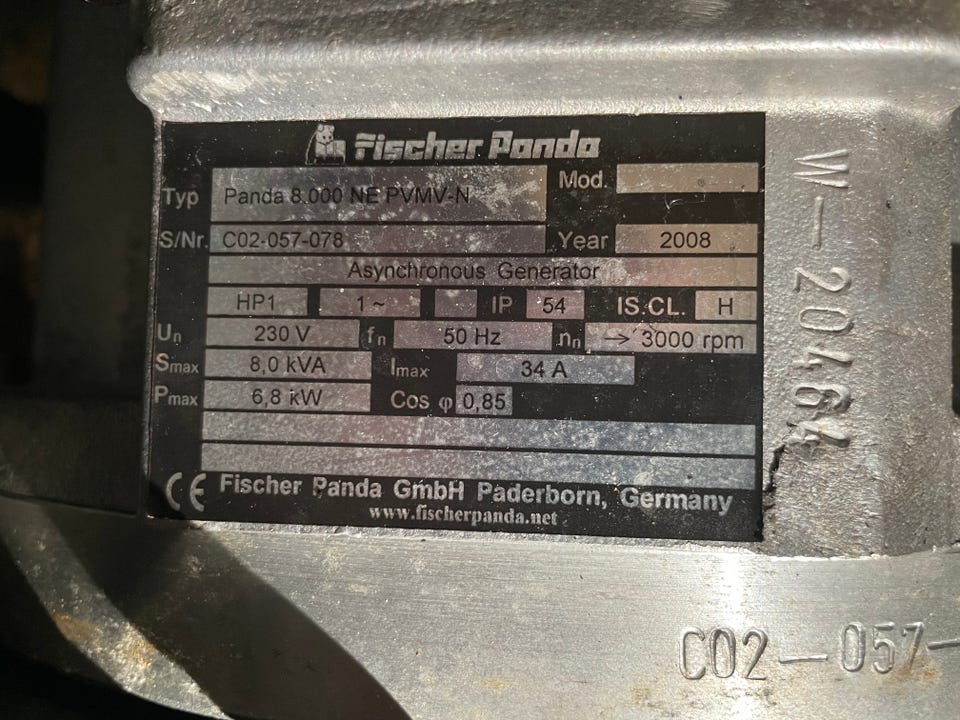 Fischer Panda
Typ Panda 8.000 NE PVMV-N Mod.
S/Nr. C02-057-078 Year 2008
Asynchronous Generator
HP1 1~ IP 54 IS.CL. H
Un 230 V fn 50 Hz nn → 3000 rpm
Smax 8,0 kVA Imax 34 A
Pmax 6,8 kW Cos φ 0,85
CE Fischer Panda GmbH Paderborn, Germany
www.fischerpanda.net
W-20464
C02-057-